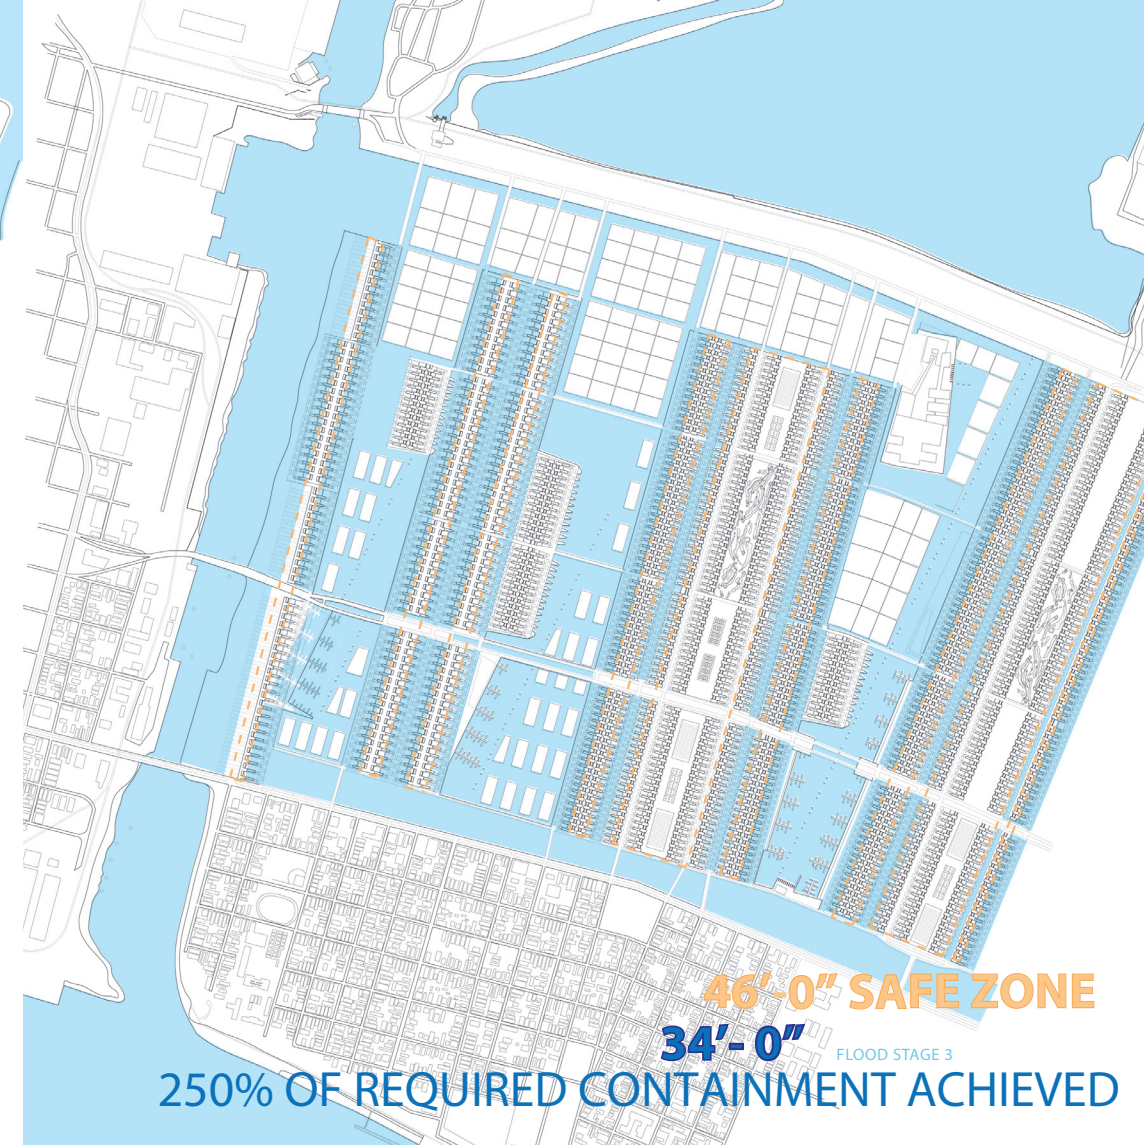 46'-0" SAFE ZONE
34'- 0"
FLOOD STAGE 3
250% OF REQUIRED CONTAINMENT ACHIEVED